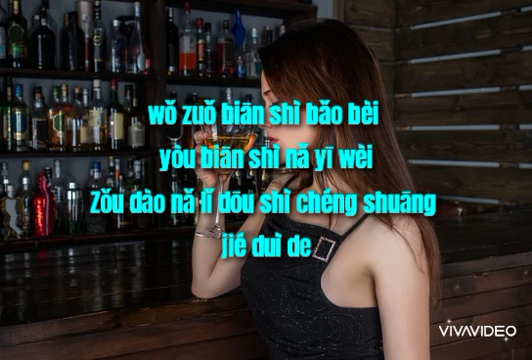 wǒ zuǒ biān shì bǎo bèi
yòu biān shì nǎ yī wèi
Zǒu dào nǎ lǐ dōu shì chéng shuāng
jié duì de
VIVAVIDEO